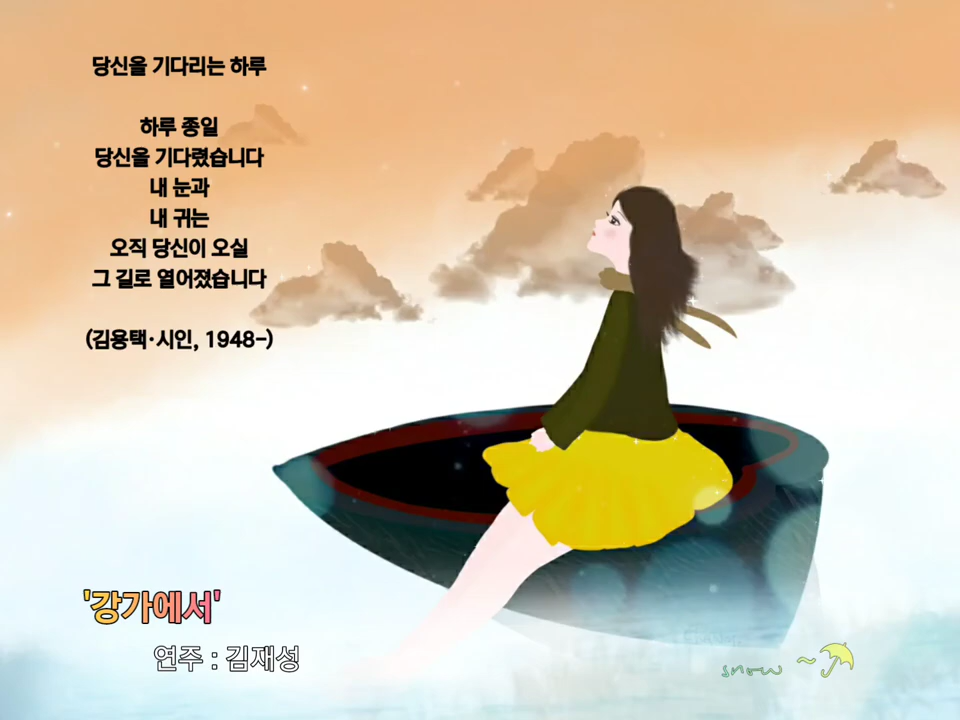 당신을 기다리는 하루
하루 종일
당신을 기다렸습니다
내 눈과
내 귀는
오직 당신이 오실
그 길로 열어졌습니다
(김용택·시인, 1948-)
'강가에서'
연주 : 김재성
snow ~